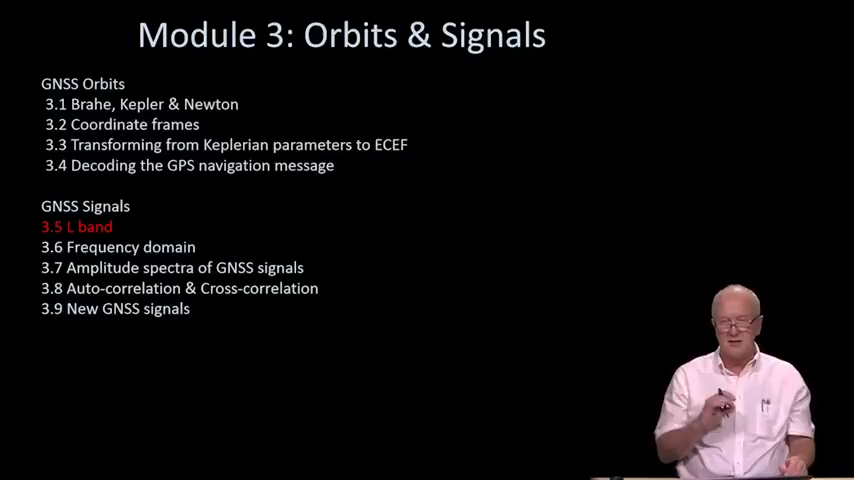 Module 3: Orbits & Signals
GNSS Orbits
3.1 Brahe, Kepler & Newton
3.2 Coordinate frames
3.3 Transforming from Keplerian parameters to ECEF
3.4 Decoding the GPS navigation message
GNSS Signals
3.5 L band
3.6 Frequency domain
3.7 Amplitude spectra of GNSS signals
3.8 Auto-correlation & Cross-correlation
3.9 New GNSS signals